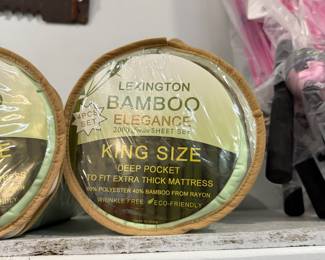 LEXINGTON
BAMBOO
ELEGANCE
4PCS SET
2000 SHEET SET
KING SIZE
DEEP POCKET
TO FIT EXTRA THICK MATTRESS
60% POLYESTER 40% BAMBOO FROM RAYON
WRINKLE FREE ECO-FRIENDLY